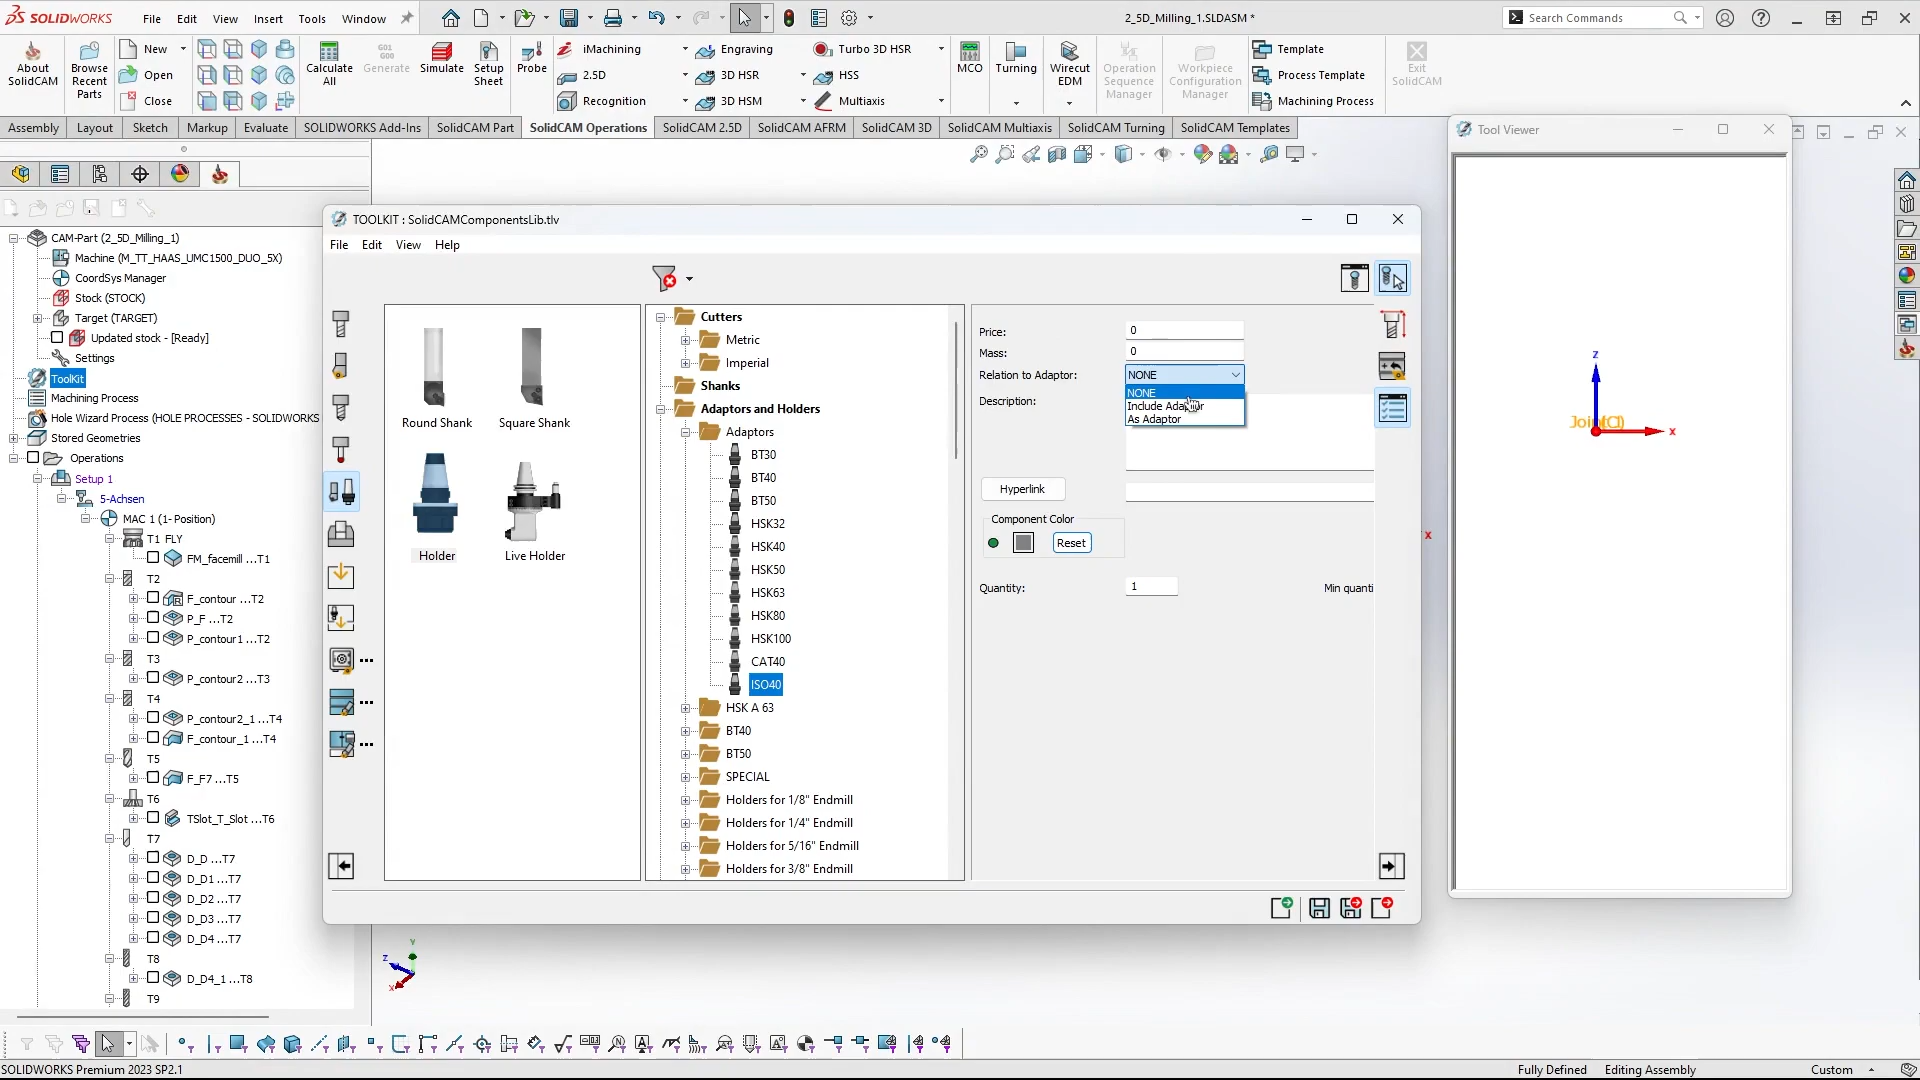 SOLIDWORKS File Edit View Insert Tools Window 2_5D_Milling_1.SLDASM * Search Commands
About SolidCAM
Browse Recent Parts
New
Open
Close
Calculate All
G01 G00
Generate
Simulate
Setup Sheet
Probe
iMachining
2.5D
Recognition
Engraving
3D HSR
3D HSM
Turbo 3D HSR
HSS
Multiaxis
MCO
Turning
Wirecut EDM
Operation Sequence Manager
Workpiece Configuration Manager
Template
Process Template
Machining Process
Exit SolidCAM
Assembly Layout Sketch Markup Evaluate SOLIDWORKS Add-Ins SolidCAM Part SolidCAM Operations SolidCAM 2.5D SolidCAM AFRM SolidCAM 3D SolidCAM Multiaxis SolidCAM Turning SolidCAM Templates
CAM-Part (2_5D_Milling_1)
Machine (M_TT_HAAS_UMC1500_DUO_5X)
CoordSys Manager
Stock (STOCK)
Target (TARGET)
Updated stock - [Ready]
Settings
ToolKit
Machining Process
Hole Wizard Process (HOLE PROCESSES - SOLIDWORKS
Stored Geometries
Operations
Setup 1
5-Achsen
MAC 1 (1- Position)
T1 FLY
FM_facemill ...T1
T2
F_contour ...T2
P_F ...T2
P_contour1 ...T2
T3
P_contour2 ...T3
T4
P_contour2_1 ...T4
F_contour_1 ...T4
T5
F_F7 ...T5
T6
TSlot_T_Slot ...T6
T7
D_D ...T7
D_D1 ...T7
D_D2 ...T7
D_D3 ...T7
D_D4 ...T7
T8
D_D4_1 ...T8
T9
TOOLKIT : SolidCAMComponentsLib.tlv
File Edit View Help
Round Shank
Square Shank
Holder
Live Holder
Cutters
Metric
Imperial
Shanks
Adaptors and Holders
Adaptors
BT30
BT40
BT50
HSK32
HSK40
HSK50
HSK63
HSK80
HSK100
CAT40
ISO40
HSK A 63
BT40
BT50
SPECIAL
Holders for 1/8" Endmill
Holders for 1/4" Endmill
Holders for 5/16" Endmill
Holders for 3/8" Endmill
Price: 0
Mass: 0
Relation to Adaptor: NONE
NONE
Include Adaptor
As Adaptor
Description:
Hyperlink
Component Color
Reset
Quantity: 1 Min quanti
Tool Viewer
z
x
x
y
z
x
SOLIDWORKS Premium 2023 SP2.1
Fully Defined Editing Assembly Custom